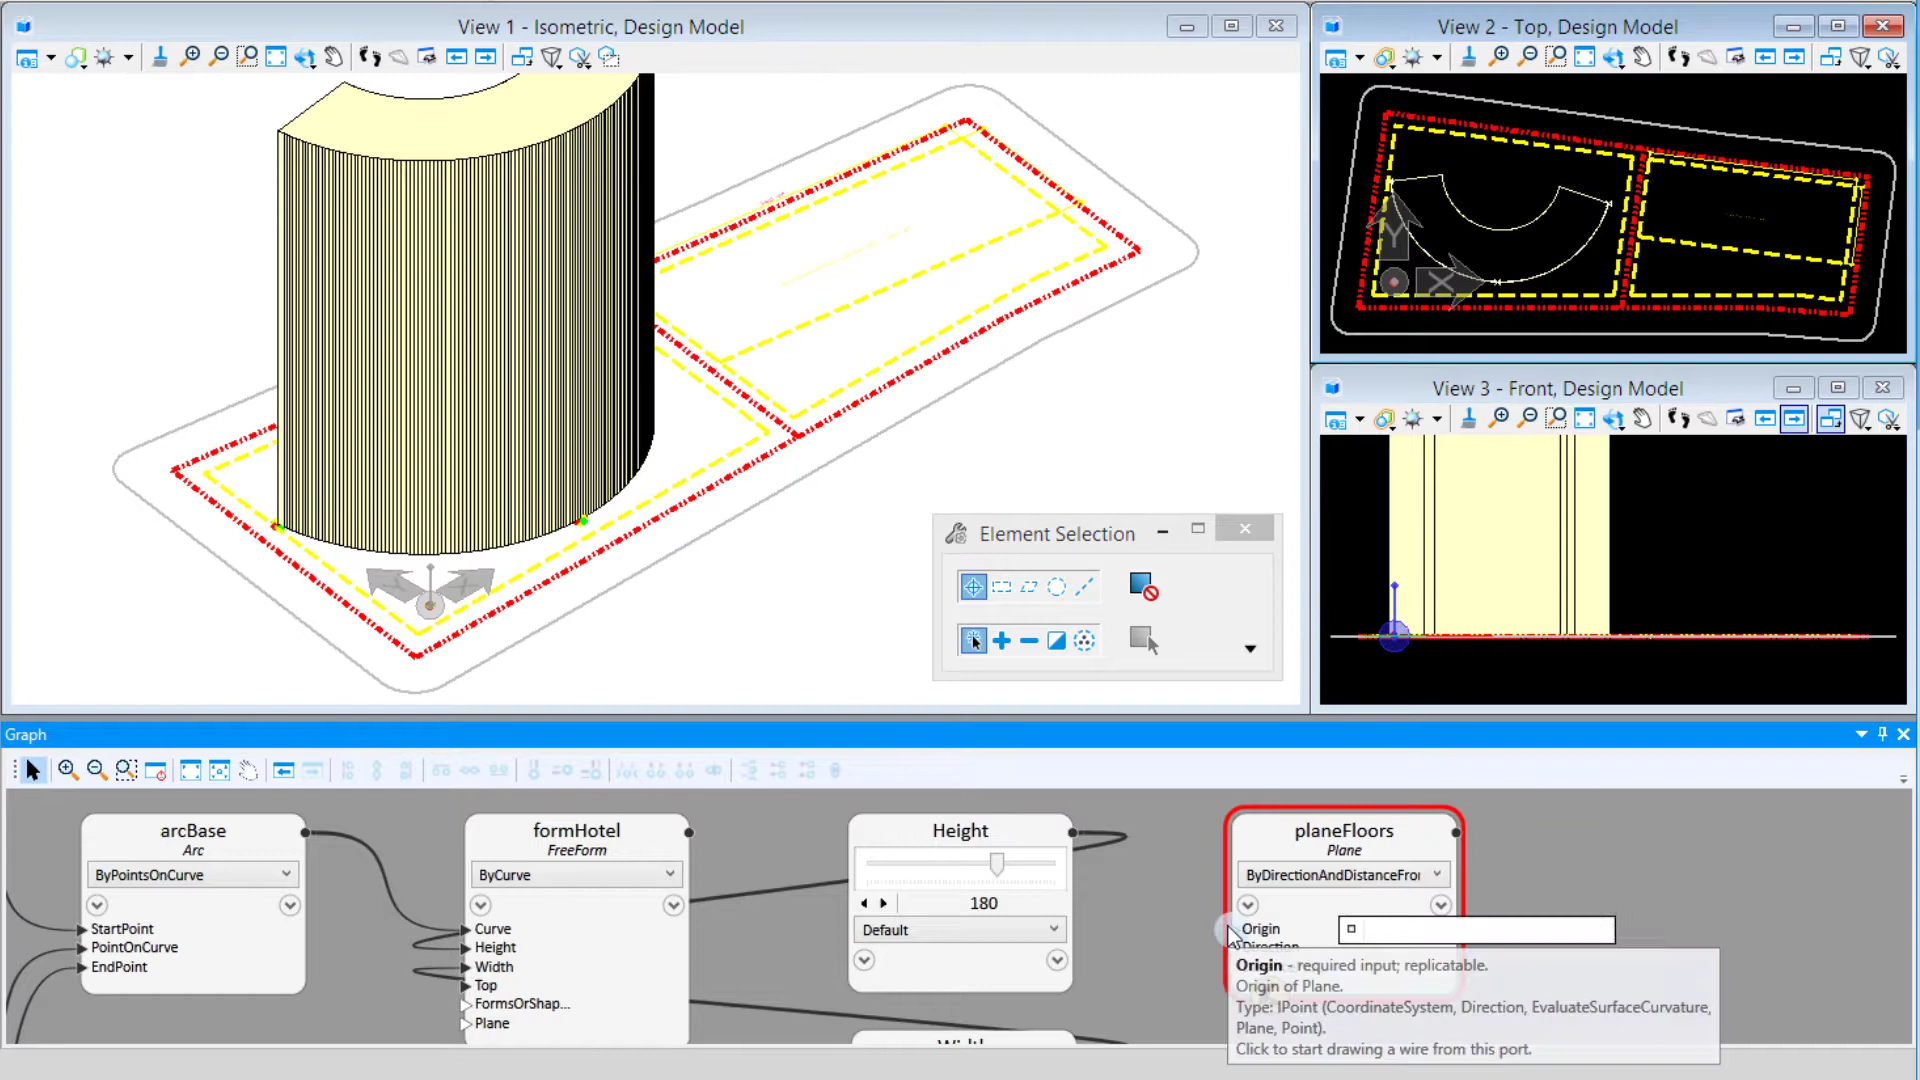 View 1 - Isometric, Design Model
View 2 - Top, Design Model
Y
X
View 3 - Front, Design Model
Element Selection
Graph
arcBase
Arc
ByPointsOnCurve
StartPoint
PointOnCurve
EndPoint
formHotel
FreeForm
ByCurve
Curve
Height
Width
Top
FormsOrShap...
Plane
Height
180
Default
planeFloors
Plane
ByDirectionAndDistanceFror
Origin
Direction
Origin - required input; replicatable.
Origin of Plane.
Type: IPoint (CoordinateSystem, Direction, EvaluateSurfaceCurvature,
Plane, Point).
Click to start drawing a wire from this port.
Width